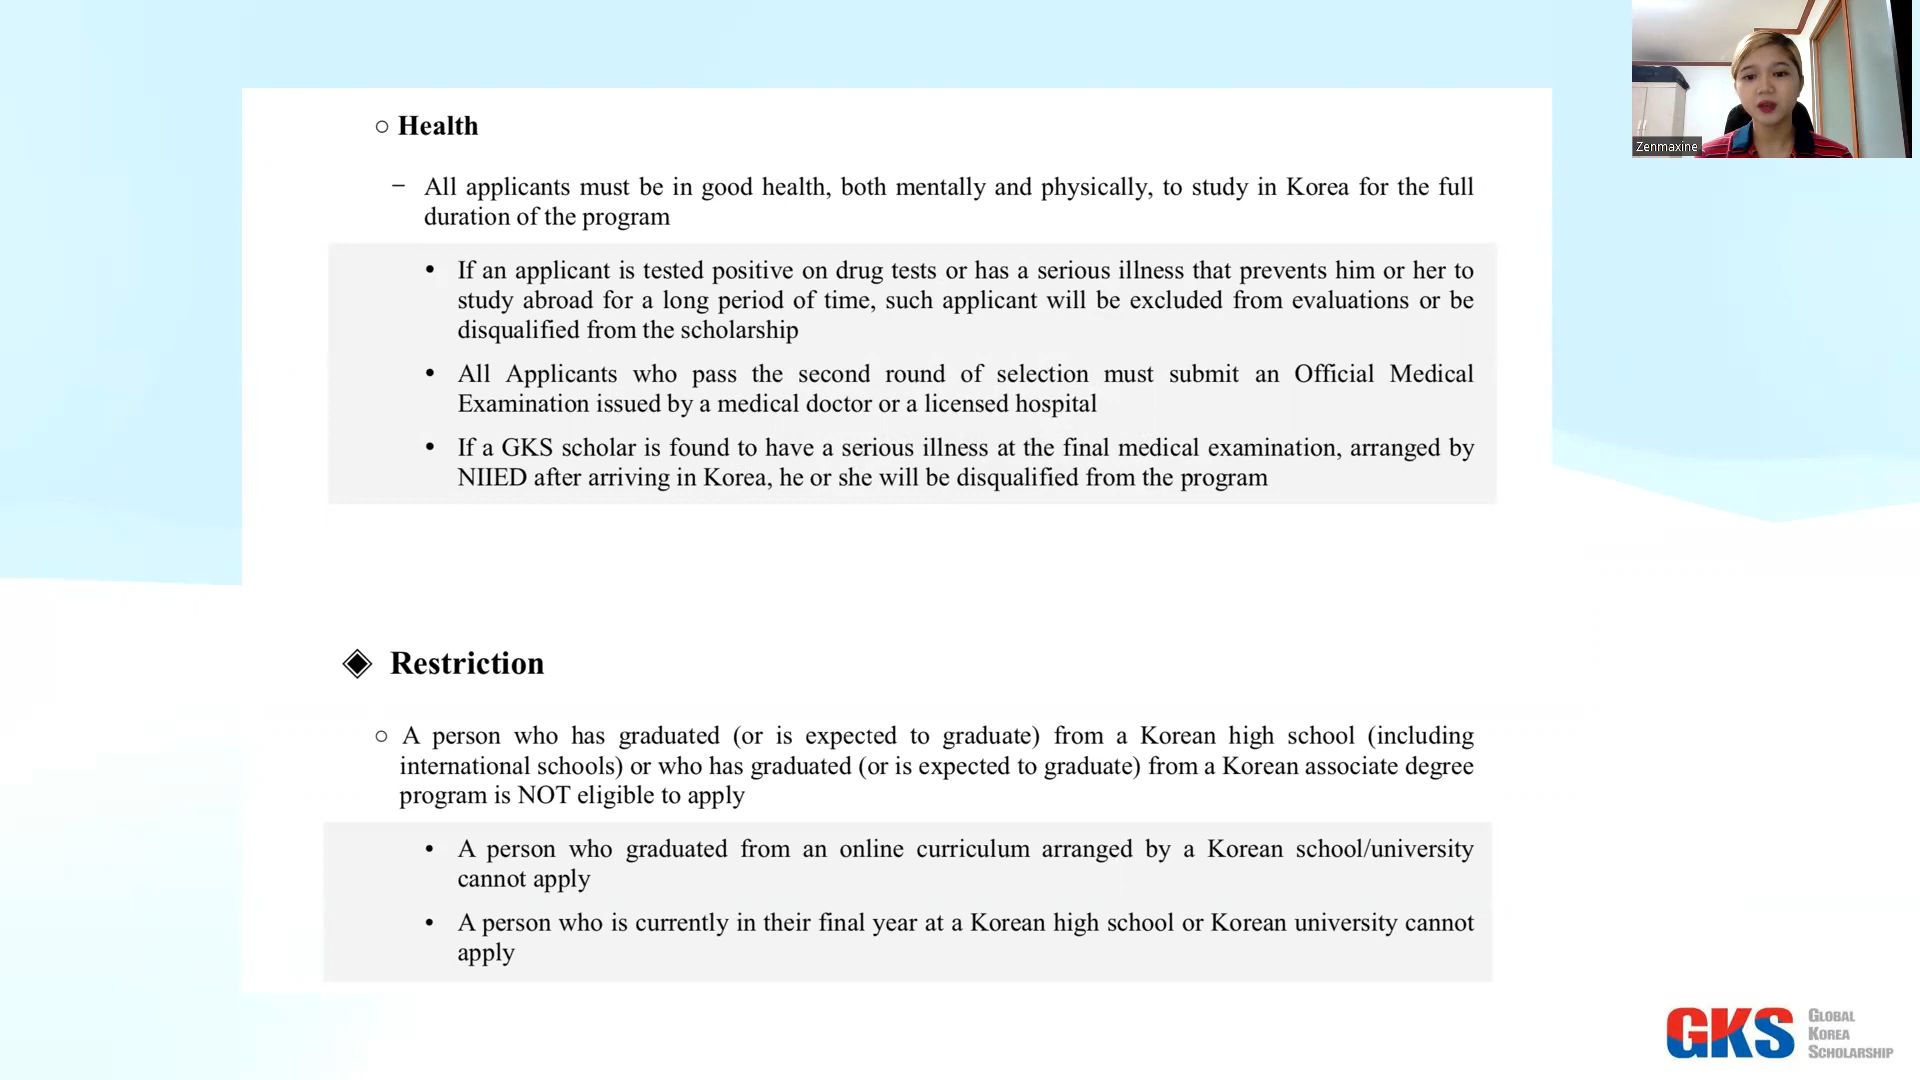 Zenmaxine
○ Health
– All applicants must be in good health, both mentally and physically, to study in Korea for the full
duration of the program
• If an applicant is tested positive on drug tests or has a serious illness that prevents him or her to
study abroad for a long period of time, such applicant will be excluded from evaluations or be
disqualified from the scholarship
• All Applicants who pass the second round of selection must submit an Official Medical
Examination issued by a medical doctor or a licensed hospital
• If a GKS scholar is found to have a serious illness at the final medical examination, arranged by
NIIED after arriving in Korea, he or she will be disqualified from the program
◈ Restriction
○ A person who has graduated (or is expected to graduate) from a Korean high school (including
international schools) or who has graduated (or is expected to graduate) from a Korean associate degree
program is NOT eligible to apply
• A person who graduated from an online curriculum arranged by a Korean school/university
cannot apply
• A person who is currently in their final year at a Korean high school or Korean university cannot
apply
GKS
GLOBAL
KOREA
SCHOLARSHIP